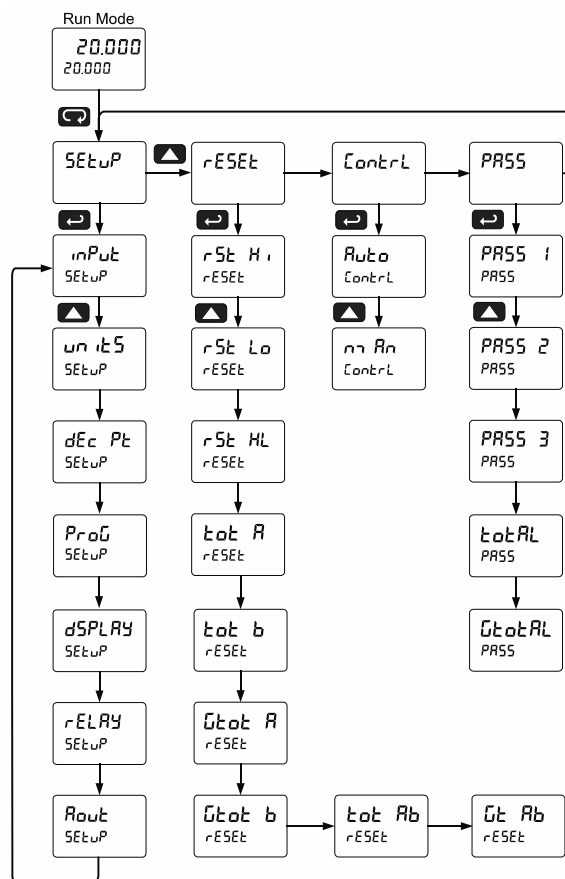 Run Mode
20.000
20.000
SEtuP
rESEt
ContrL
PASS
inPut
SEtuP
rSt Hi
rESEt
Auto
ContrL
PASS 1
PASS
unitS
SEtuP
rSt Lo
rESEt
mAn
ContrL
PASS 2
PASS
dEc Pt
SEtuP
rSt HL
rESEt
PASS 3
PASS
ProG
SEtuP
tot A
rESEt
totAL
PASS
dSPLAY
SEtuP
tot b
rESEt
GtotAL
PASS
rELAY
SEtuP
Gtot A
rESEt
Aout
SEtuP
Gtot b
rESEt
tot Ab
rESEt
Gt Ab
rESEt